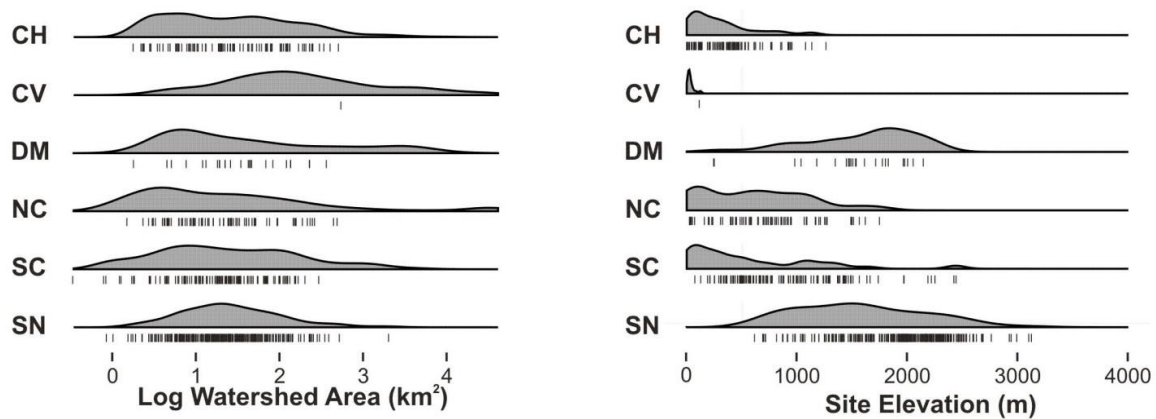 CH
CV
DM
NC
SC
SN
0 1 2 3 4
Log Watershed Area (km²)
CH
CV
DM
NC
SC
SN
0 1000 2000 3000 4000
Site Elevation (m)